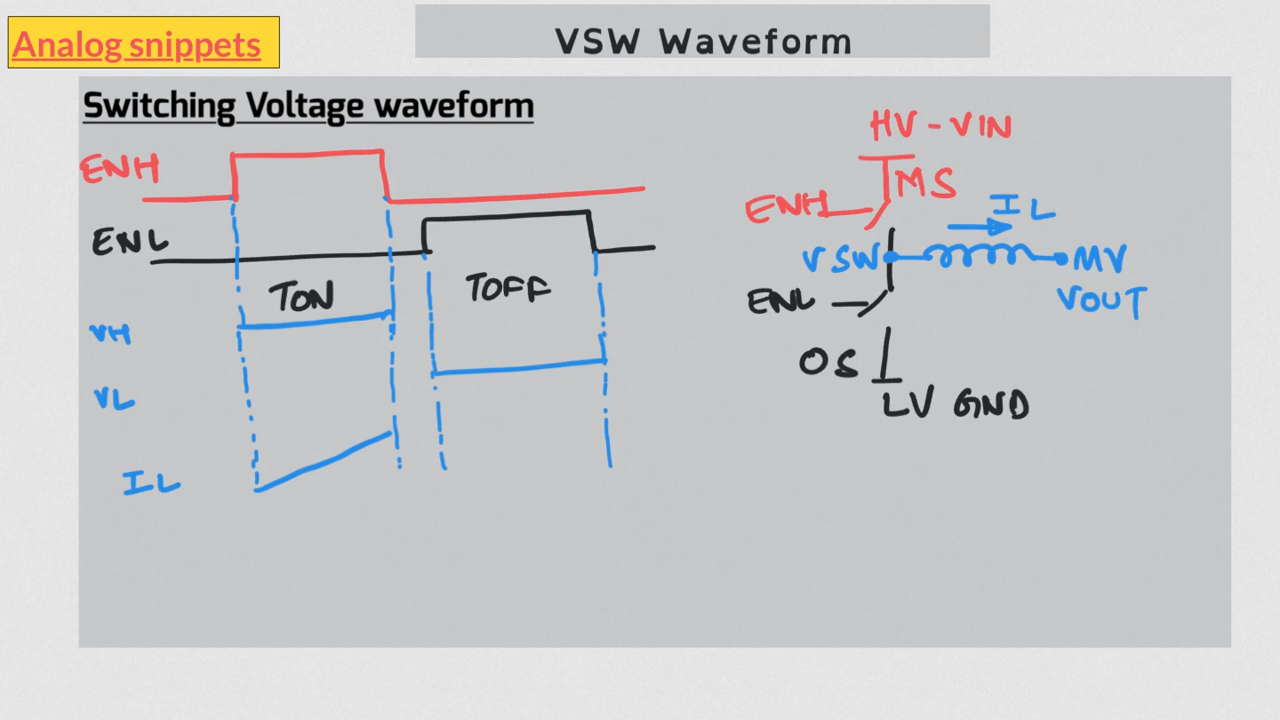 Analog snippets
VSW Waveform
Switching Voltage waveform
ENH
ENL
TON
TOFF
VH
VL
IL
HV - VIN
MS
ENH
IL
VSW
MV
VOUT
ENL
OS
LV GND